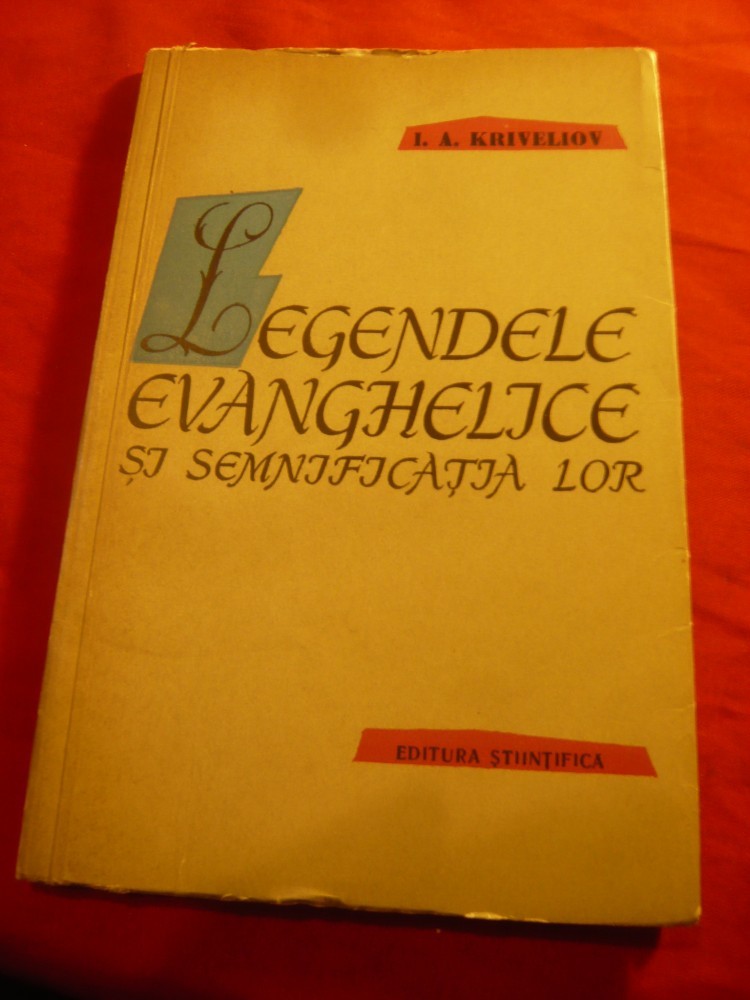 I. A. KRIVELIOV
LEGENDELE
EVANGHELICE
ȘI SEMNIFICAȚIA LOR
EDITURA ȘTIINȚIFICA